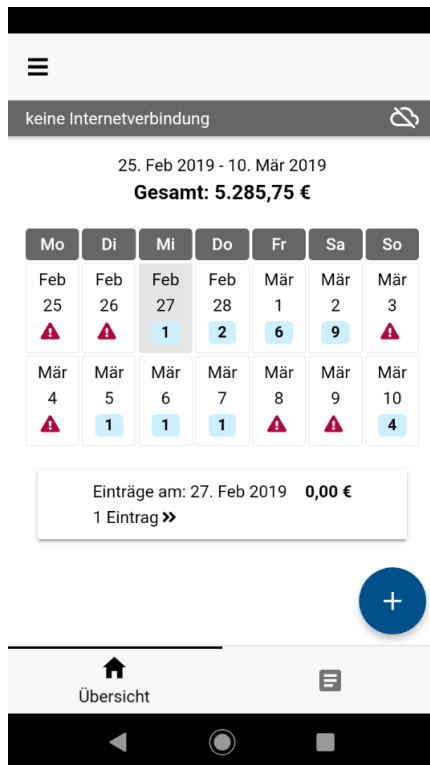 keine Internetverbindung
25. Feb 2019 - 10. Mär 2019
Gesamt: 5.285,75 €
Mo Di Mi Do Fr Sa So
Feb Feb Feb Feb Mär Mär Mär
25 26 27 28 1 2 3
1 2 6 9
Mär Mär Mär Mär Mär Mär Mär
4 5 6 7 8 9 10
1 1 1 4
Einträge am: 27. Feb 2019 0,00 €
1 Eintrag
Übersicht